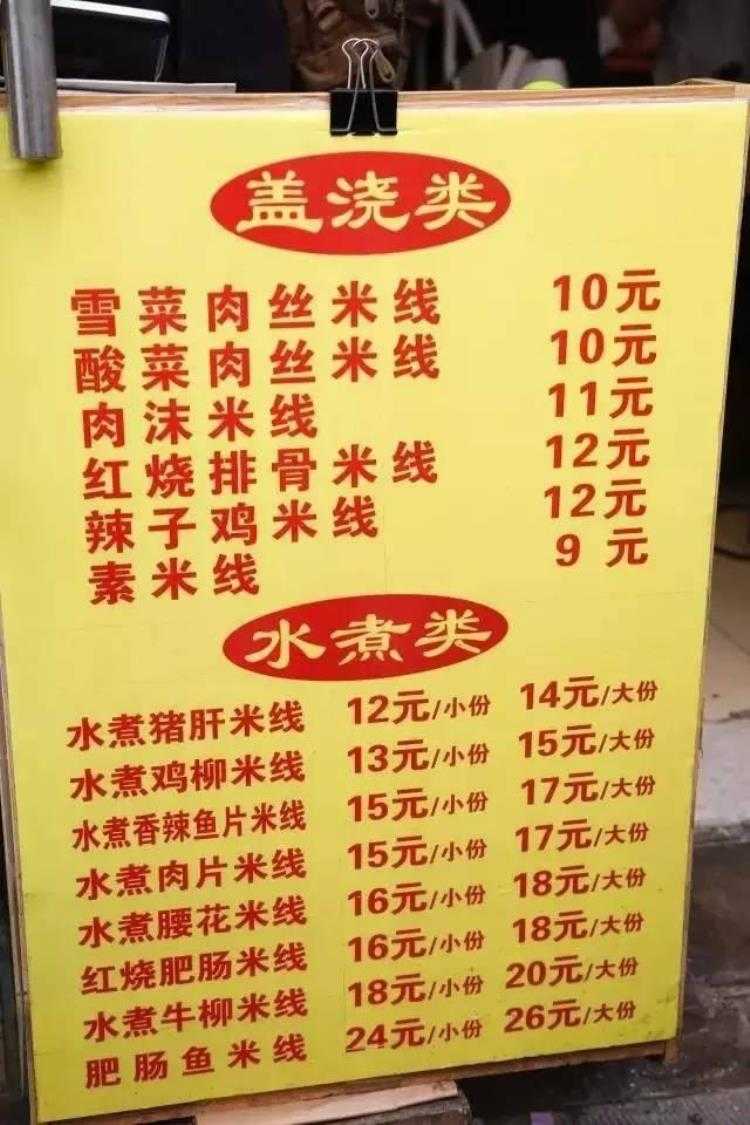 盖浇类
雪菜肉丝米线 10元
酸菜肉丝米线 10元
肉沫米线 11元
红烧排骨米线 12元
辣子鸡米线 12元
素米线 9元
水煮类
水煮猪肝米线 12元/小份 14元/大份
水煮鸡柳米线 13元/小份 15元/大份
水煮香辣鱼片米线 15元/小份 17元/大份
水煮肉片米线 15元/小份 17元/大份
水煮腰花米线 16元/小份 18元/大份
红烧肥肠米线 16元/小份 18元/大份
水煮牛柳米线 18元/小份 20元/大份
肥肠鱼米线 24元/小份 26元/大份